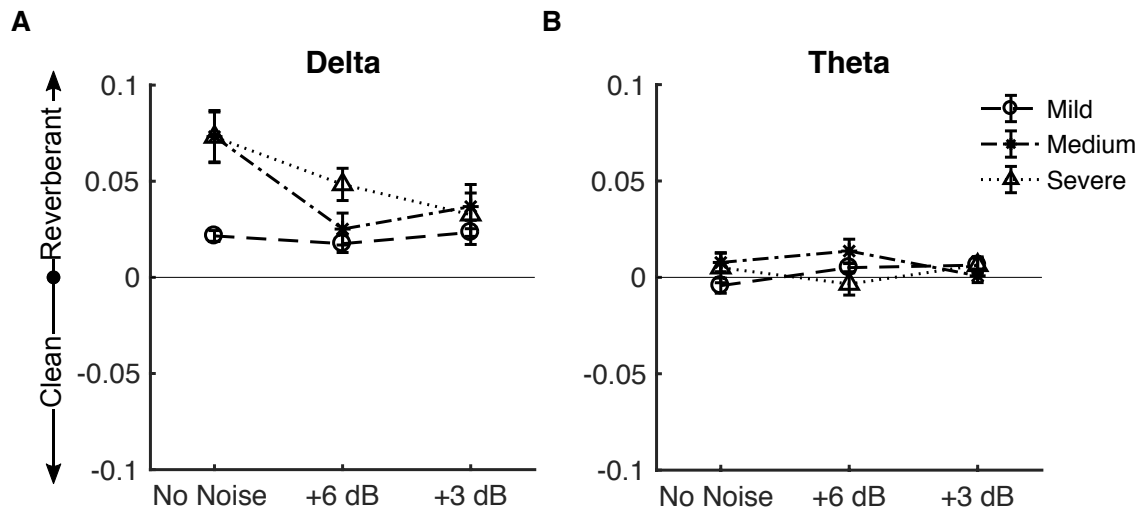 A
B
Delta
Theta
Reverberant
Clean
0.1
0.05
0
-0.05
-0.1
No Noise +6 dB +3 dB
0.1
0.05
0
-0.05
-0.1
No Noise +6 dB +3 dB
Mild
Medium
Severe